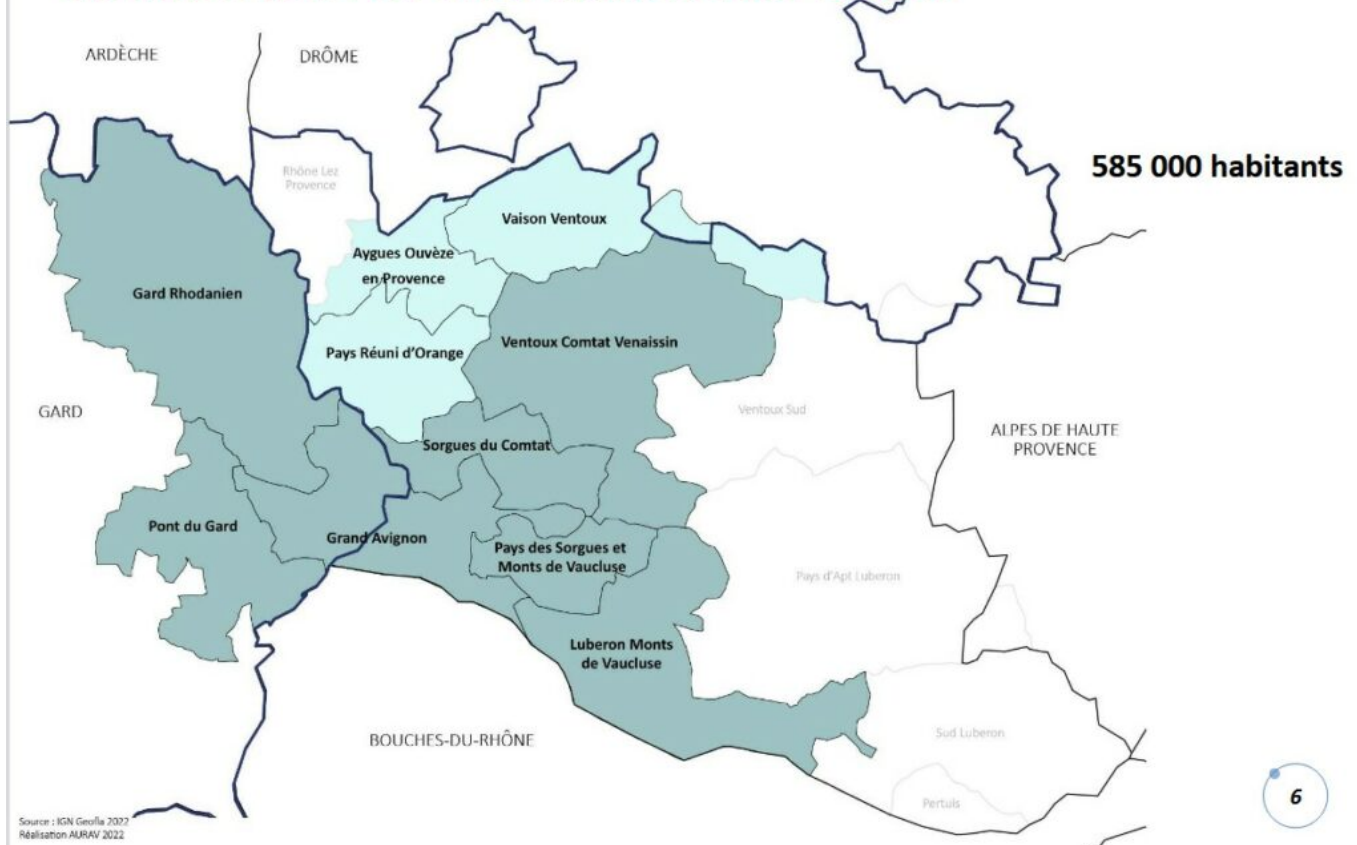 ARDÈCHE
DRÔME
585 000 habitants
Rhône Lez
Provence
Vaison Ventoux
Aygues Ouvèze
en Provence
Gard Rhodanien
Pays Réuni d'Orange
Ventoux Comtat Venaissin
GARD
Ventoux Sud
ALPES DE HAUTE
PROVENCE
Sorgues du Comtat
Pont du Gard
Grand Avignon
Pays des Sorgues et
Monts de Vaucluse
Pays d'Apt Luberon
Luberon Monts
de Vaucluse
BOUCHES-DU-RHÔNE
Sud Luberon
Pertuis
6
Source : IGN Geofla 2022
Réalisation AURAV 2022